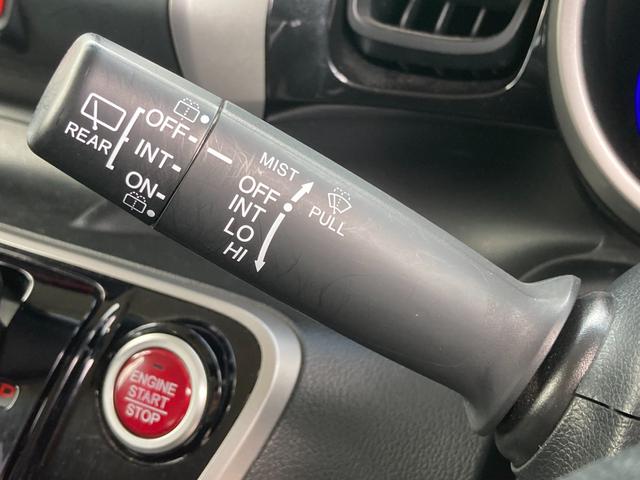 REAR
OFF-
INT-
ON-
MIST
OFF
INT
LO
HI
PULL
ENGINE
START
STOP